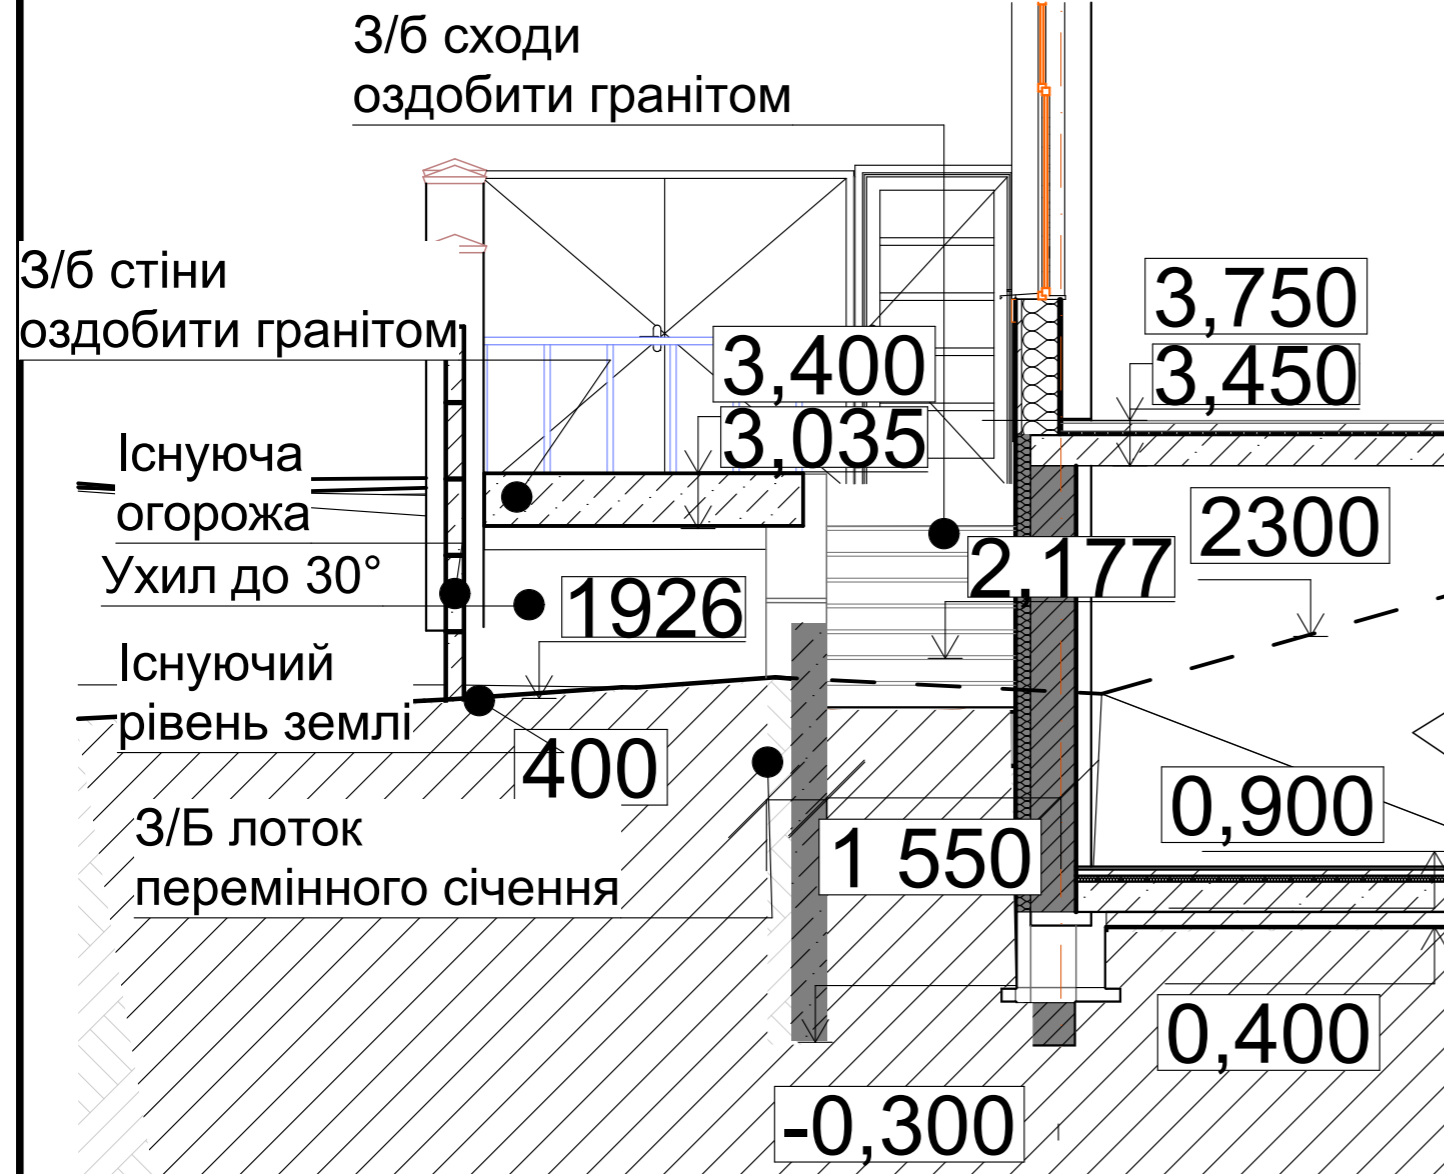 З/б сходи
оздобити гранітом
З/б стіни
оздобити гранітом
3,750
3,450
3,400
3,035
Існуюча
огорожа
2300
2,177
Ухил до 30°
1926
Існуючий
рівень землі
400
0,900
З/Б лоток
перемінного січення
1 550
0,400
-0,300